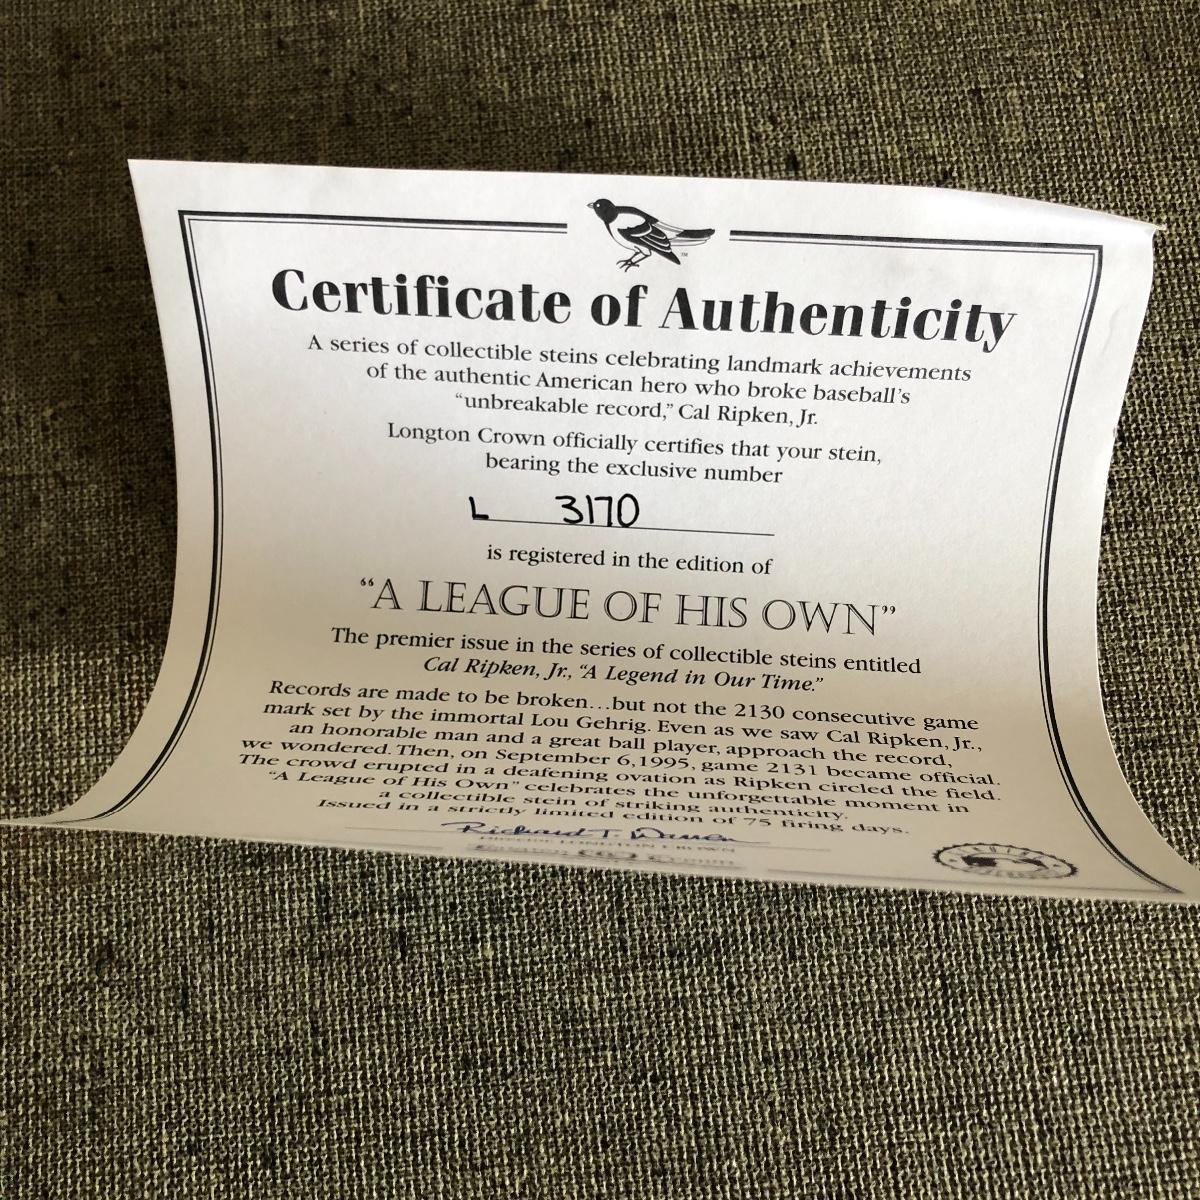 ™
Certificate of Authenticity
A series of collectible steins celebrating landmark achievements
of the authentic American hero who broke baseball's
"unbreakable record," Cal Ripken, Jr.
Longton Crown officially certifies that your stein,
bearing the exclusive number
L 3170
is registered in the edition of
"A LEAGUE OF HIS OWN"
The premier issue in the series of collectible steins entitled
Cal Ripken, Jr., "A Legend in Our Time."
Records are made to be broken...but not the 2130 consecutive game
mark set by the immortal Lou Gehrig. Even as we saw Cal Ripken, Jr.,
an honorable man and a great ball player, approach the record,
we wondered. Then, on September 6, 1995, game 2131 became official.
The crowd erupted in a deafening ovation as Ripken circled the field.
"A League of His Own" celebrates the unforgettable moment in
a collectible stein of striking authenticity.
Issued in a strictly limited edition of 75 firing days.
Richard T.
LONGTON CROWN